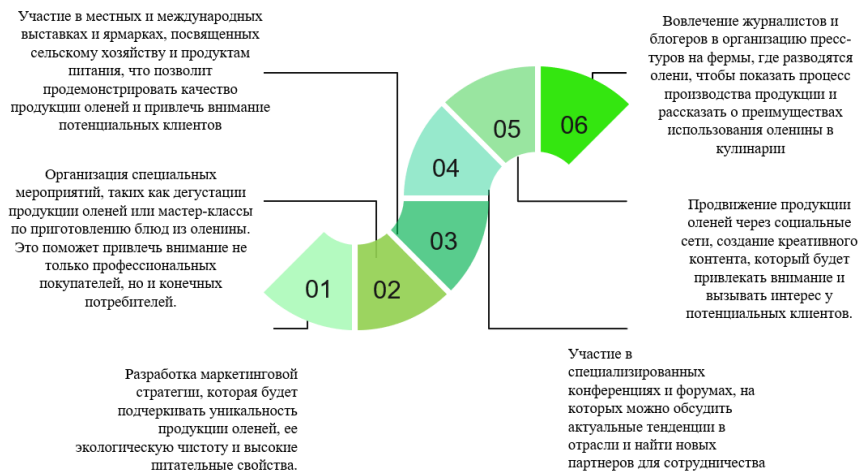 Участие в местных и международных
выставках и ярмарках, посвященных
сельскому хозяйству и продуктам
питания, что позволит
продемонстрировать качество
продукции оленей и привлечь внимание
потенциальных клиентов
Организация специальных
мероприятий, таких как дегустации
продукции оленей или мастер-классы
по приготовлению блюд из оленины.
Это поможет привлечь внимание не
только профессиональных
покупателей, но и конечных
потребителей.
Разработка маркетинговой
стратегии, которая будет
подчеркивать уникальность
продукции оленей, ее
экологическую чистоту и высокие
питательные свойства.
01
02
03
04
05
06
Вовлечение журналистов и
блогеров в организацию пресс-
туров на фермы, где разводятся
олени, чтобы показать процесс
производства продукции и
рассказать о преимуществах
использования оленины в
кулинарии
Продвижение продукции
оленей через социальные
сети, создание креативного
контента, который будет
привлекать внимание и
вызывать интерес у
потенциальных клиентов.
Участие в
специализированных
конференциях и форумах, на
которых можно обсудить
актуальные тенденции в
отрасли и найти новых
партнеров для сотрудничества